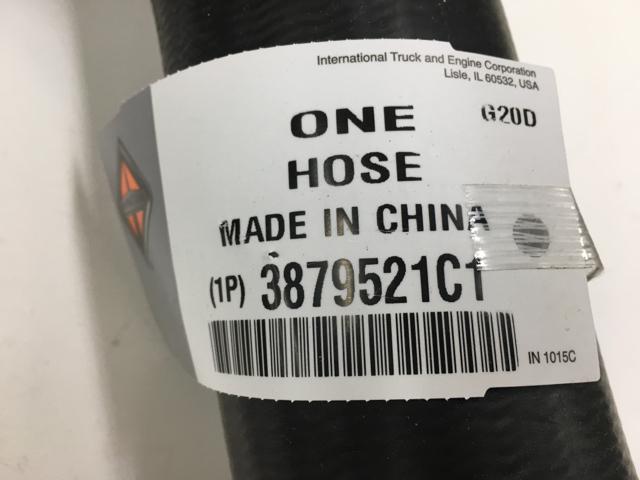 International Truck and Engine Corporation
Lisle, IL 60532, USA
ONE G20D
HOSE
MADE IN CHINA
(1P) 3879521C1
IN 1015C